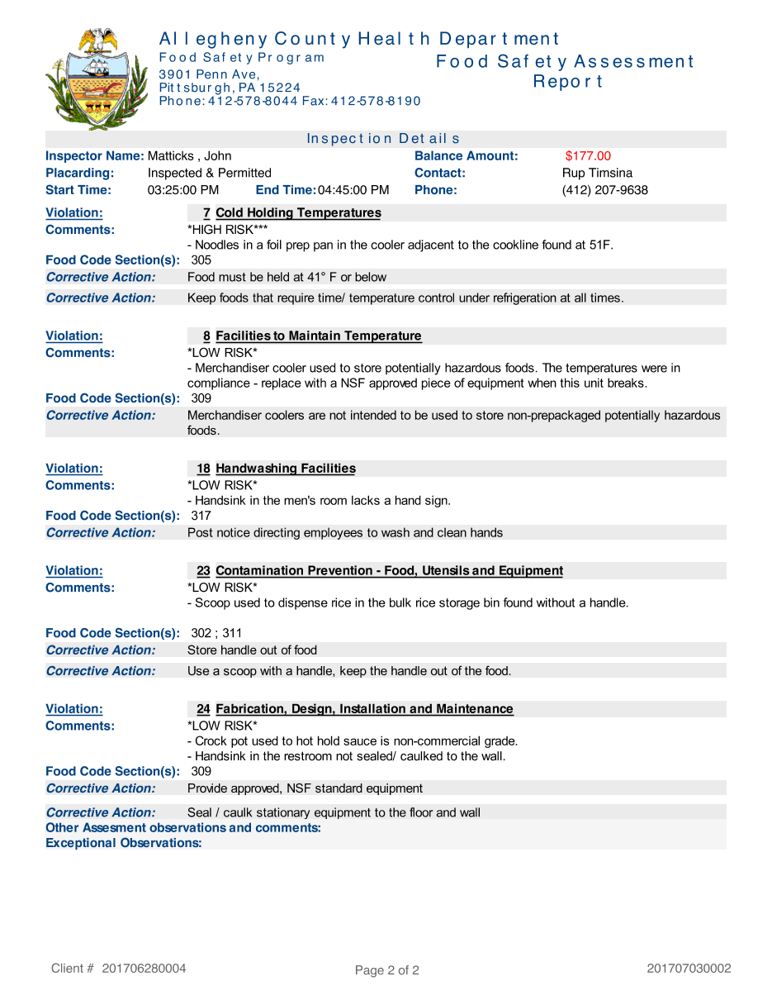 Allegheny County Health Department
Food Safety Program
3901 Penn Ave,
Pittsburgh, PA 15224
Phone: 412-578-8044 Fax: 412-578-8190
Food Safety Assessment
Report
Inspection Details
Inspector Name: Matticks , John Balance Amount: $177.00
Placarding: Inspected & Permitted Contact: Rup Timsina
Start Time: 03:25:00 PM End Time: 04:45:00 PM Phone: (412) 207-9638
Violation: 7 Cold Holding Temperatures
Comments: *HIGH RISK***
- Noodles in a foil prep pan in the cooler adjacent to the cookline found at 51F.
Food Code Section(s): 305
Corrective Action: Food must be held at 41° F or below
Corrective Action: Keep foods that require time/ temperature control under refrigeration at all times.
Violation: 8 Facilities to Maintain Temperature
Comments: *LOW RISK*
- Merchandiser cooler used to store potentially hazardous foods. The temperatures were in
compliance - replace with a NSF approved piece of equipment when this unit breaks.
Food Code Section(s): 309
Corrective Action: Merchandiser coolers are not intended to be used to store non-prepackaged potentially hazardous
foods.
Violation: 18 Handwashing Facilities
Comments: *LOW RISK*
- Handsink in the men's room lacks a hand sign.
Food Code Section(s): 317
Corrective Action: Post notice directing employees to wash and clean hands
Violation: 23 Contamination Prevention - Food, Utensils and Equipment
Comments: *LOW RISK*
- Scoop used to dispense rice in the bulk rice storage bin found without a handle.
Food Code Section(s): 302 ; 311
Corrective Action: Store handle out of food
Corrective Action: Use a scoop with a handle, keep the handle out of the food.
Violation: 24 Fabrication, Design, Installation and Maintenance
Comments: *LOW RISK*
- Crock pot used to hot hold sauce is non-commercial grade.
- Handsink in the restroom not sealed/ caulked to the wall.
Food Code Section(s): 309
Corrective Action: Provide approved, NSF standard equipment
Corrective Action: Seal / caulk stationary equipment to the floor and wall
Other Assesment observations and comments:
Exceptional Observations:
Client # 201706280004 Page 2 of 2 201707030002